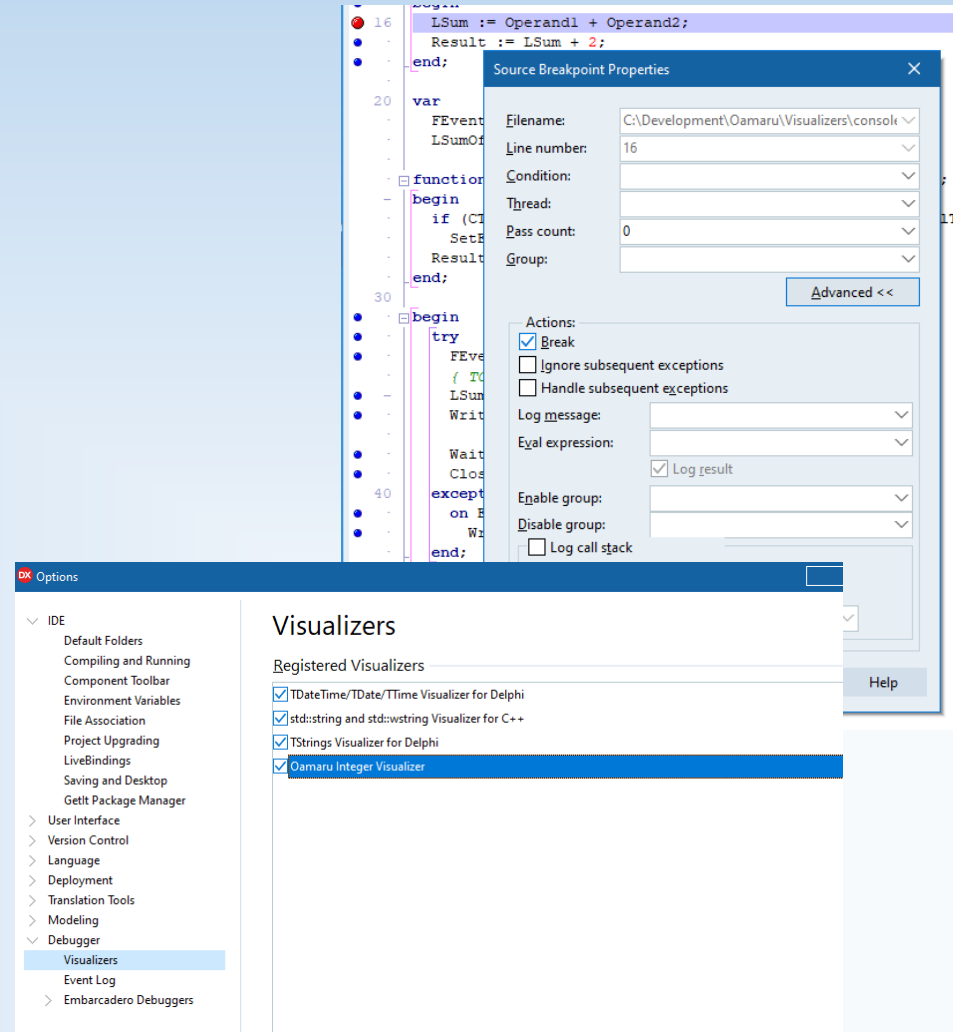 begin
16 LSum := Operand1 + Operand2;
Result := LSum + 2;
end;
20 var
FEvent
LSumOf
function ;
begin
if (CT
SetE
Result
end;
30
begin
try
FEve
{ TO
LSum
Writ
Wait
Clos
40 except
on E
Wr
end;
Source Breakpoint Properties
Filename: C:\Development\Oamaru\Visualizers\console
Line number: 16
Condition:
Thread:
Pass count: 0
Group:
Advanced <<
Actions:
Break
Ignore subsequent exceptions
Handle subsequent exceptions
Log message:
Eval expression:
Log result
Enable group:
Disable group:
Log call stack
Help
DX Options
IDE
Default Folders
Compiling and Running
Component Toolbar
Environment Variables
File Association
Project Upgrading
LiveBindings
Saving and Desktop
GetIt Package Manager
User Interface
Version Control
Language
Deployment
Translation Tools
Modeling
Debugger
Visualizers
Event Log
Embarcadero Debuggers
Visualizers
Registered Visualizers
TDateTime/TDate/TTime Visualizer for Delphi
std::string and std::wstring Visualizer for C++
TStrings Visualizer for Delphi
Oamaru Integer Visualizer